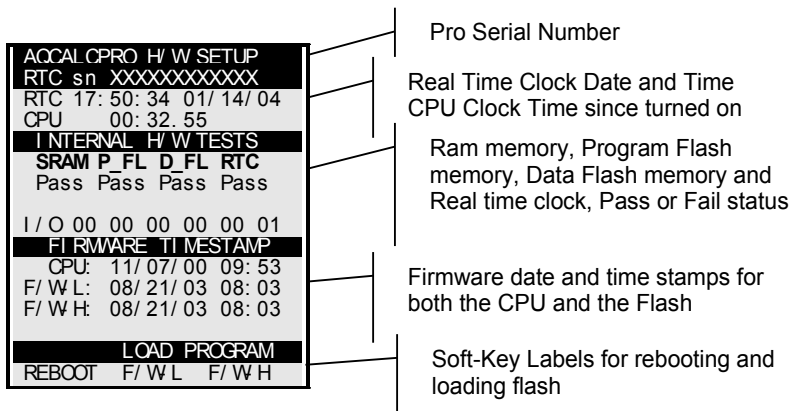 AQCALCPRO H/W SETUP
RTC sn XXXXXXXXXXXX
RTC 17:50:34 01/14/04
CPU 00:32.55
INTERNAL H/W TESTS
SRAM P_FL D_FL RTC
Pass Pass Pass Pass
I/O 00 00 00 00 00 01
FIRMWARE TIMESTAMP
CPU: 11/07/00 09:53
F/W-L: 08/21/03 08:03
F/W-H: 08/21/03 08:03
LOAD PROGRAM
REBOOT F/W-L F/W-H
Pro Serial Number
Real Time Clock Date and Time
CPU Clock Time since turned on
Ram memory, Program Flash
memory, Data Flash memory and
Real time clock, Pass or Fail status
Firmware date and time stamps for
both the CPU and the Flash
Soft-Key Labels for rebooting and
loading flash